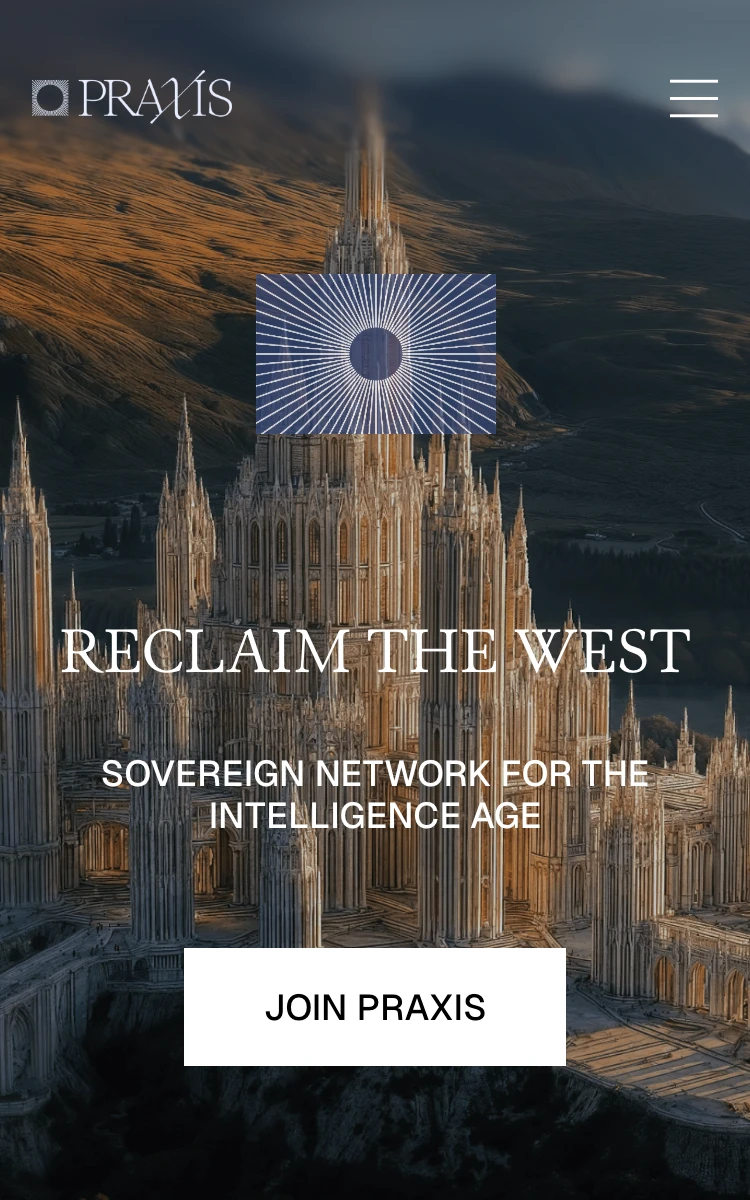 PRAXIS
RECLAIM THE WEST
SOVEREIGN NETWORK FOR THE
INTELLIGENCE AGE
JOIN PRAXIS